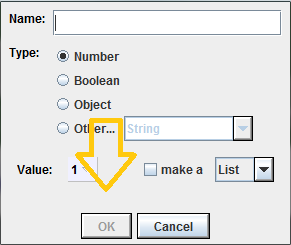 Name:
Type: Number
Boolean
Object
Other... String
Value: 1 make a List
OK Cancel